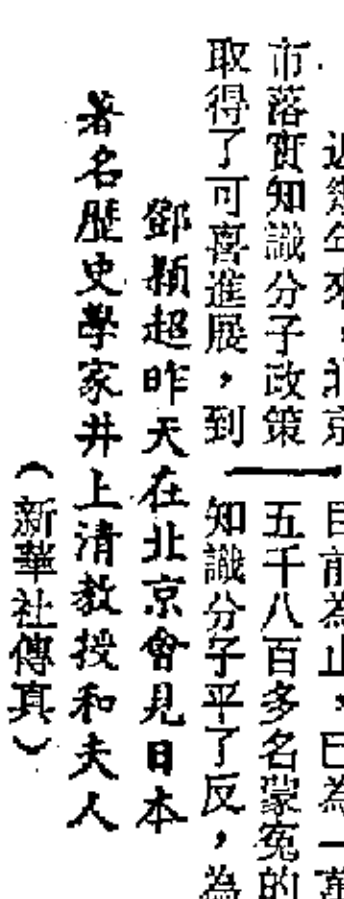 近幾年來，北京
市落實知識分子政策
取得了可喜進展，到
目前為止，已為一萬
五千八百多名蒙冤的
知識分子平了反，為
鄧穎超昨天在北京會見日本
著名歷史學家井上清教授和夫人
（新華社傳真）